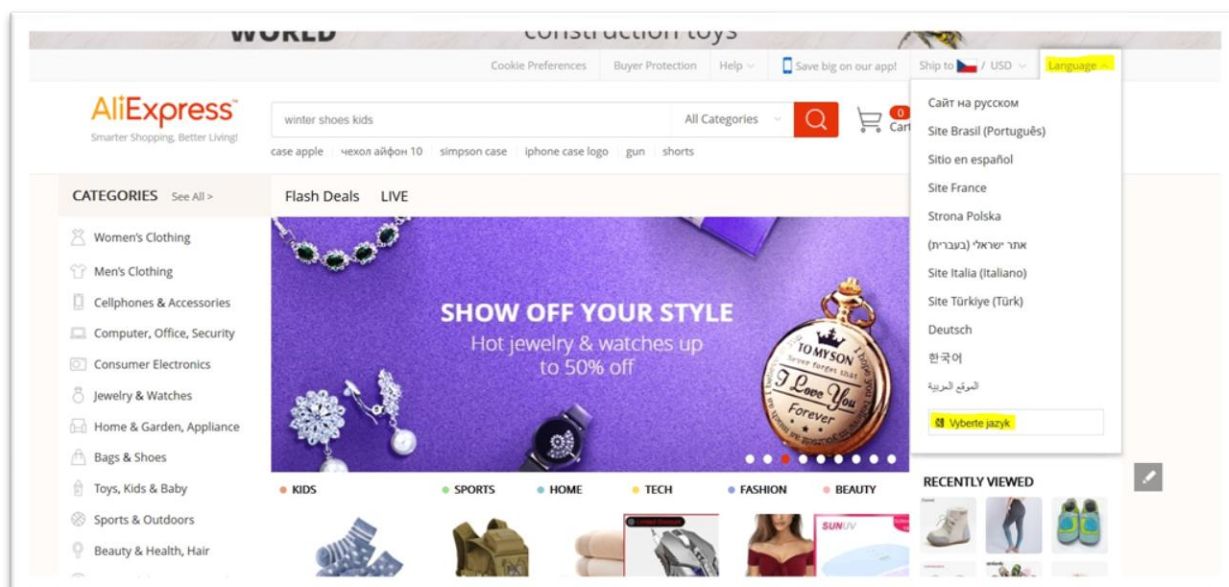 WORLD
construction toys
Cookie Preferences
Buyer Protection
Help
Save big on our app!
Ship to / USD
Language
AliExpress
Smarter Shopping, Better Living!
winter shoes kids
All Categories
0
Cart
case apple
чехол айфон 10
simpson case
iphone case logo
gun
shorts
Сайт на русском
Site Brasil (Português)
Sitio en español
Site France
Strona Polska
אתר ישראלי (בעברית)
Site Italia (Italiano)
Site Türkiye (Türk)
Deutsch
한국어
الموقع العربية
Vyberte jazyk
CATEGORIES
See All >
Women's Clothing
Men's Clothing
Cellphones & Accessories
Computer, Office, Security
Consumer Electronics
Jewelry & Watches
Home & Garden, Appliance
Bags & Shoes
Toys, Kids & Baby
Sports & Outdoors
Beauty & Health, Hair
Flash Deals
LIVE
SHOW OFF YOUR STYLE
Hot jewelry & watches up
to 50% off
TO MY SON
Never forget that
I Love You
Forever
KIDS
SPORTS
HOME
TECH
FASHION
BEAUTY
SUNUV
RECENTLY VIEWED